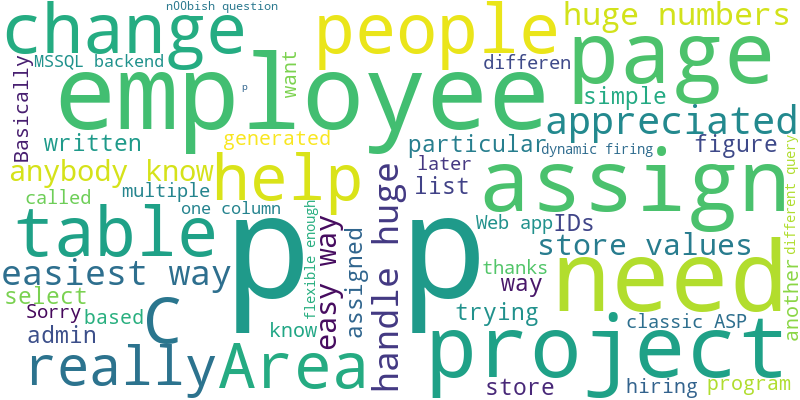 n00bish question
change
people
huge numbers
MSSQL backend
differen
page
employee
want
p
simple
Basically
appreciated
written
generated
particular
dynamic firing
figure
anybody know
help
later
list
assign
different query
called
multiple
one column
table
p
p
flexible enough
easy way
assigned
handle huge
Web app
IDs
store values
easiest way
thanks
way
need
another
select
Sorry
based
C
know
trying
classic ASP
admin
really
Area
project
store
hiring
program